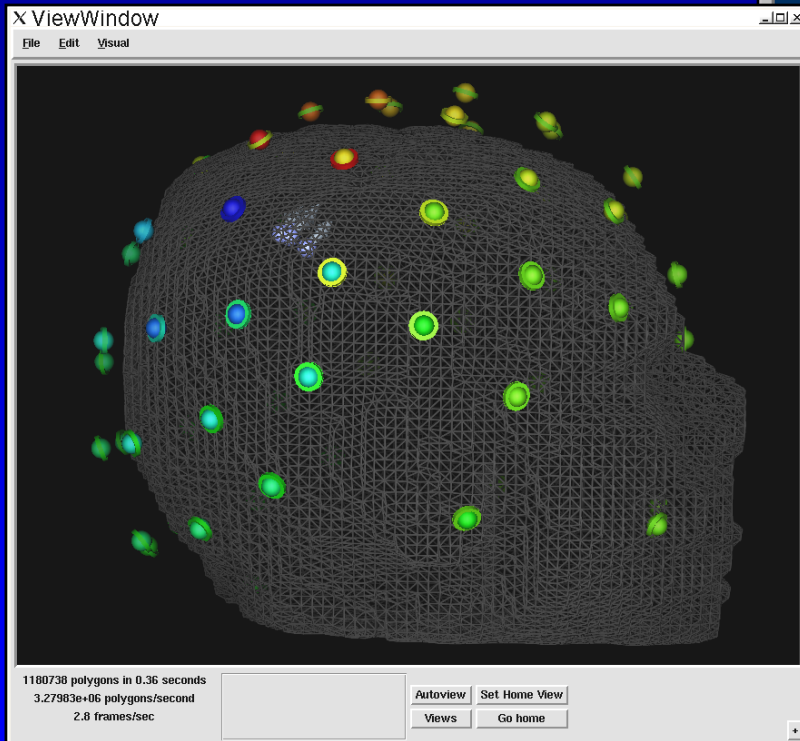 X ViewWindow
File Edit Visual
1180738 polygons in 0.36 seconds
3.27983e+06 polygons/second
2.8 frames/sec
Autoview Set Home View
Views Go home
+